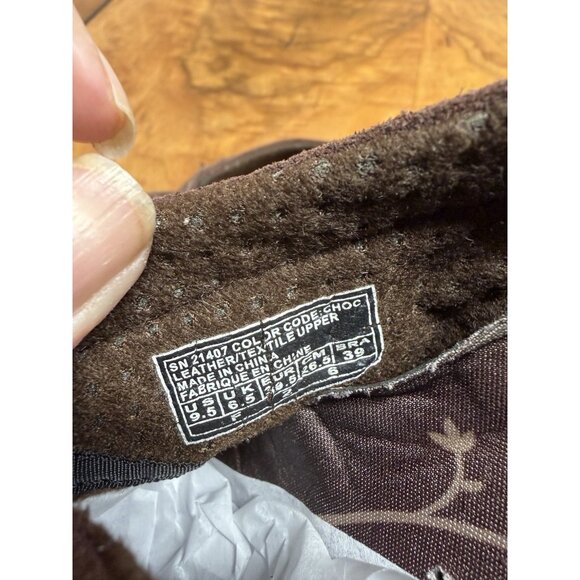 SN 21407 COLOR CODE:CHOC
LEATHER/TEXTILE UPPER
MADE IN CHINA
FABRIQUE EN CHINE
US UK EUR CM BRA
9.5 6.5 39.5 26.5 39
F 2 6